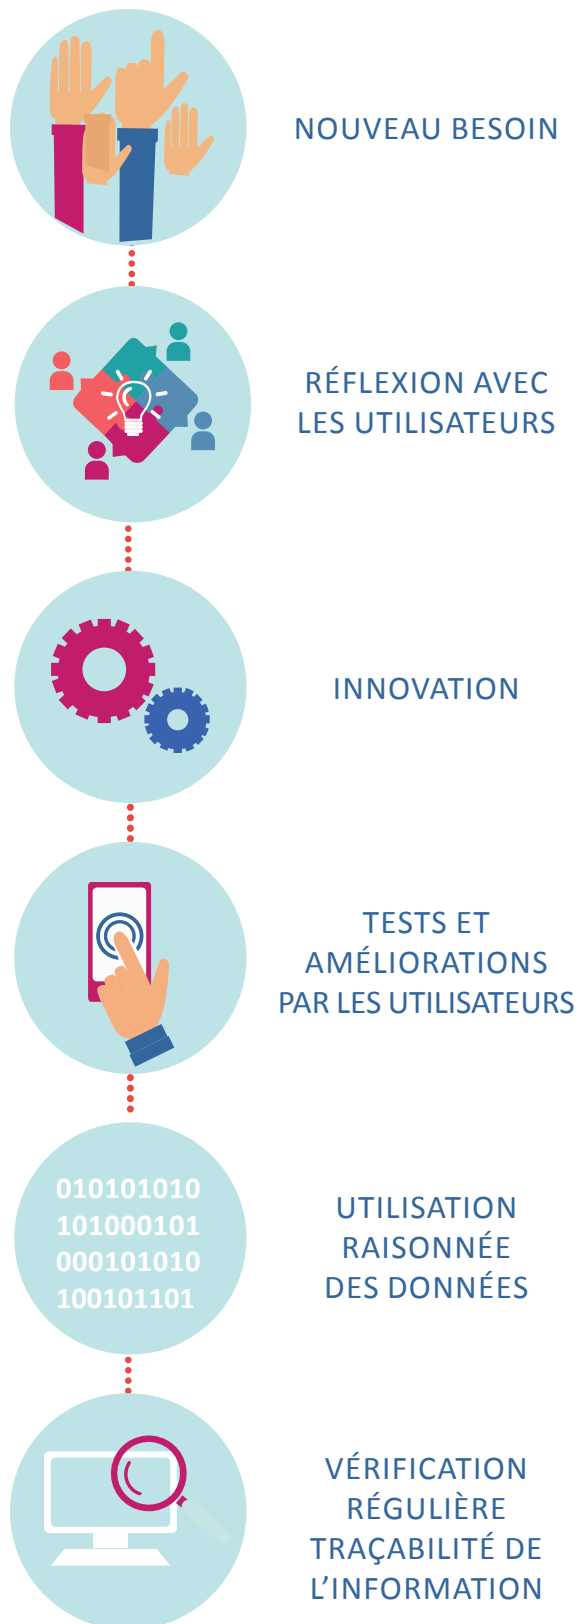 NOUVEAU BESOIN
RÉFLEXION AVEC
LES UTILISATEURS
INNOVATION
TESTS ET
AMÉLIORATIONS
PAR LES UTILISATEURS
010101010
101000101
000101010
100101101
UTILISATION
RAISONNÉE
DES DONNÉES
VÉRIFICATION
RÉGULIÈRE
TRAÇABILITÉ DE
L’INFORMATION